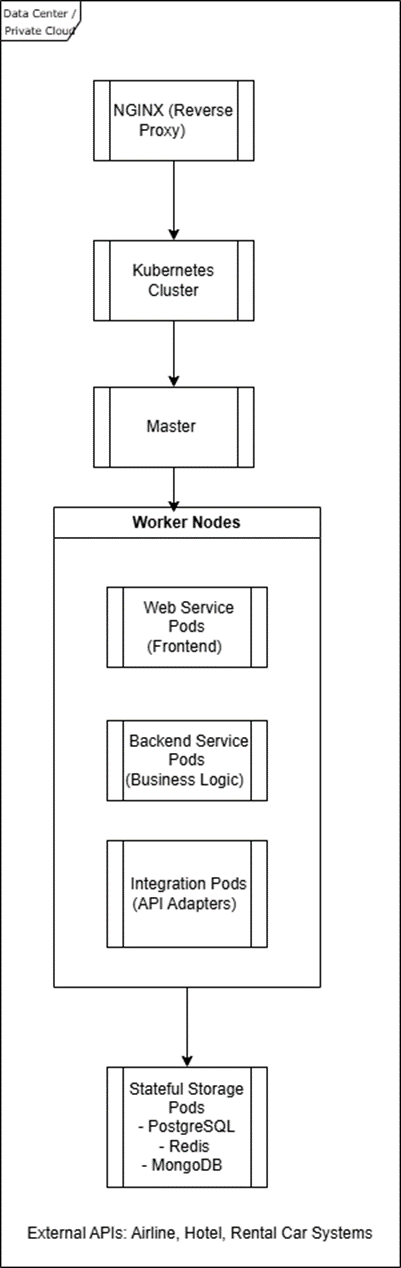 Data Center /
Private Cloud
NGINX (Reverse
Proxy)
Kubernetes
Cluster
Master
Worker Nodes
Web Service
Pods
(Frontend)
Backend Service
Pods
(Business Logic)
Integration Pods
(API Adapters)
Stateful Storage
Pods
- PostgreSQL
- Redis
- MongoDB
External APIs: Airline, Hotel, Rental Car Systems